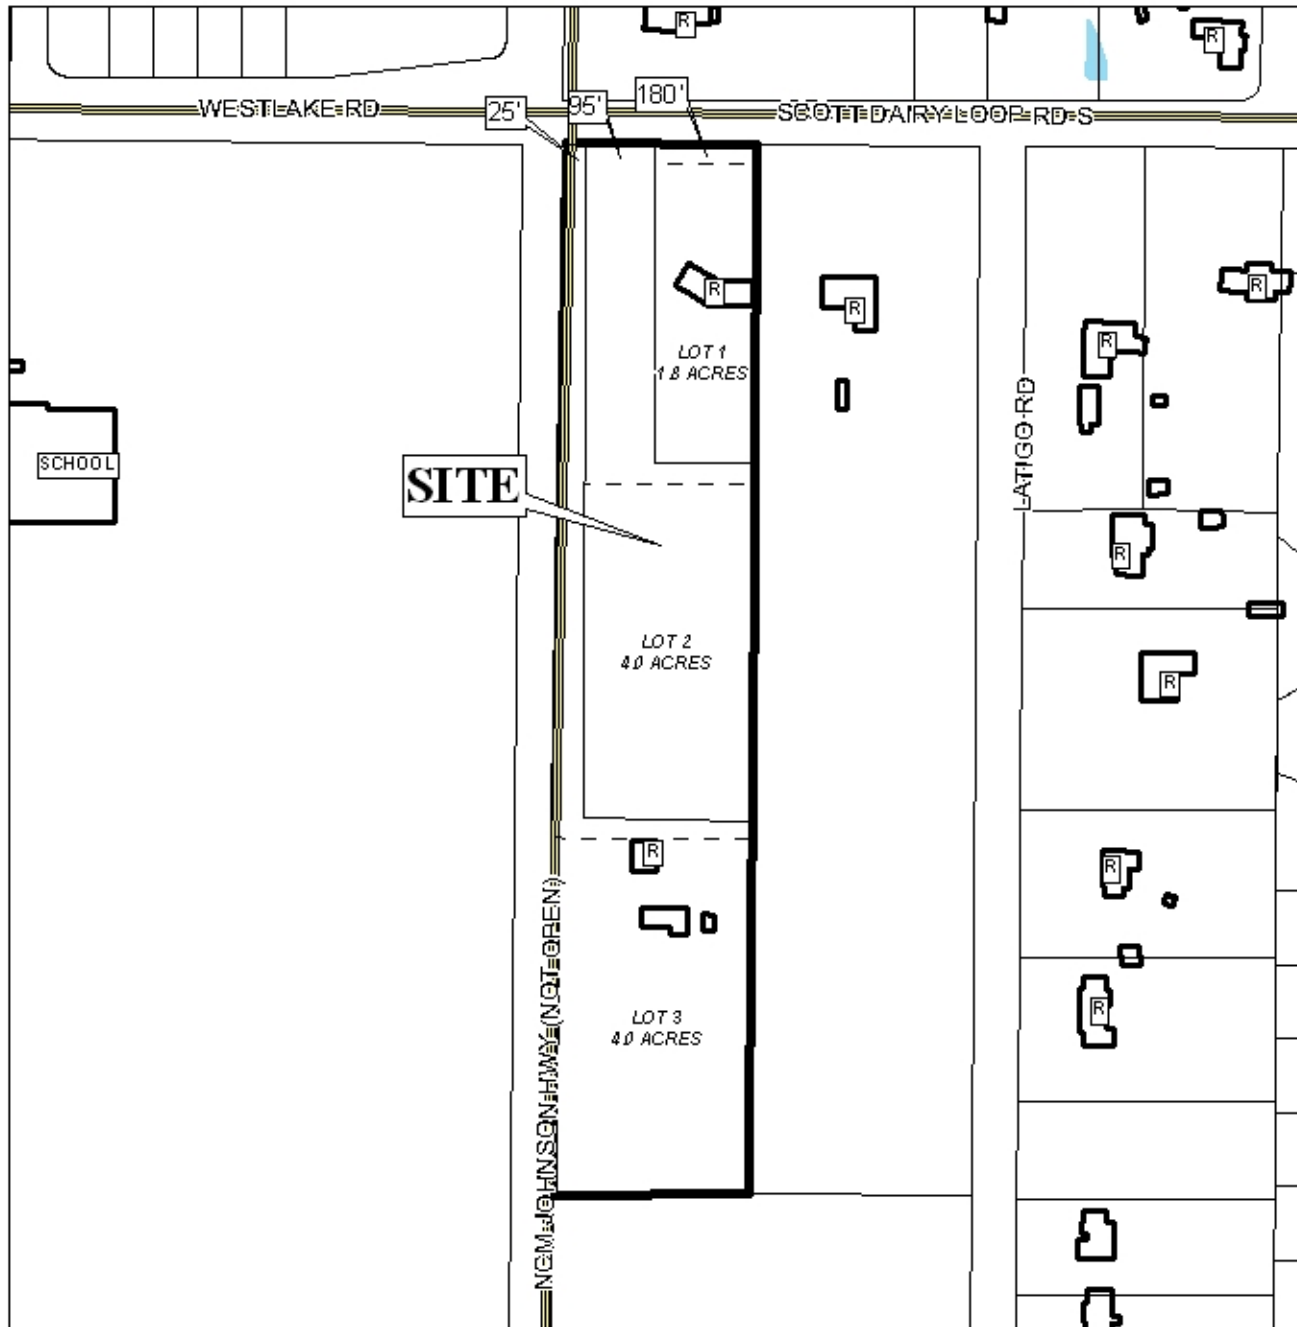 R
R
WESTLAKE RD
25'
95'
180'
SCOTT DAIRY LOOP RD S
R
R
R
R
LOT 1
1.8 ACRES
LATIGO RD
SCHOOL
SITE
R
LOT 2
4.0 ACRES
R
R
R
LOT 3
4.0 ACRES
R
NCM JOHNSON HWY (NOT OPEN)